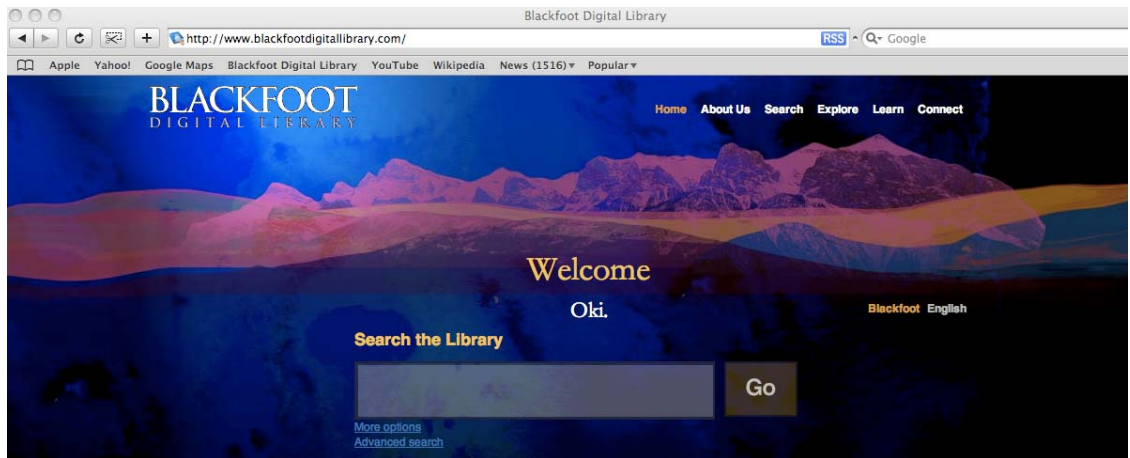 Blackfoot Digital Library
http://www.blackfootdigitallibrary.com/ RSS Google
Apple Yahoo! Google Maps Blackfoot Digital Library YouTube Wikipedia News (1516) Popular
BLACKFOOT
DIGITAL LIBRARY
Home About Us Search Explore Learn Connect
Welcome
Oki.
Blackfoot English
Search the Library
Go
More options
Advanced search